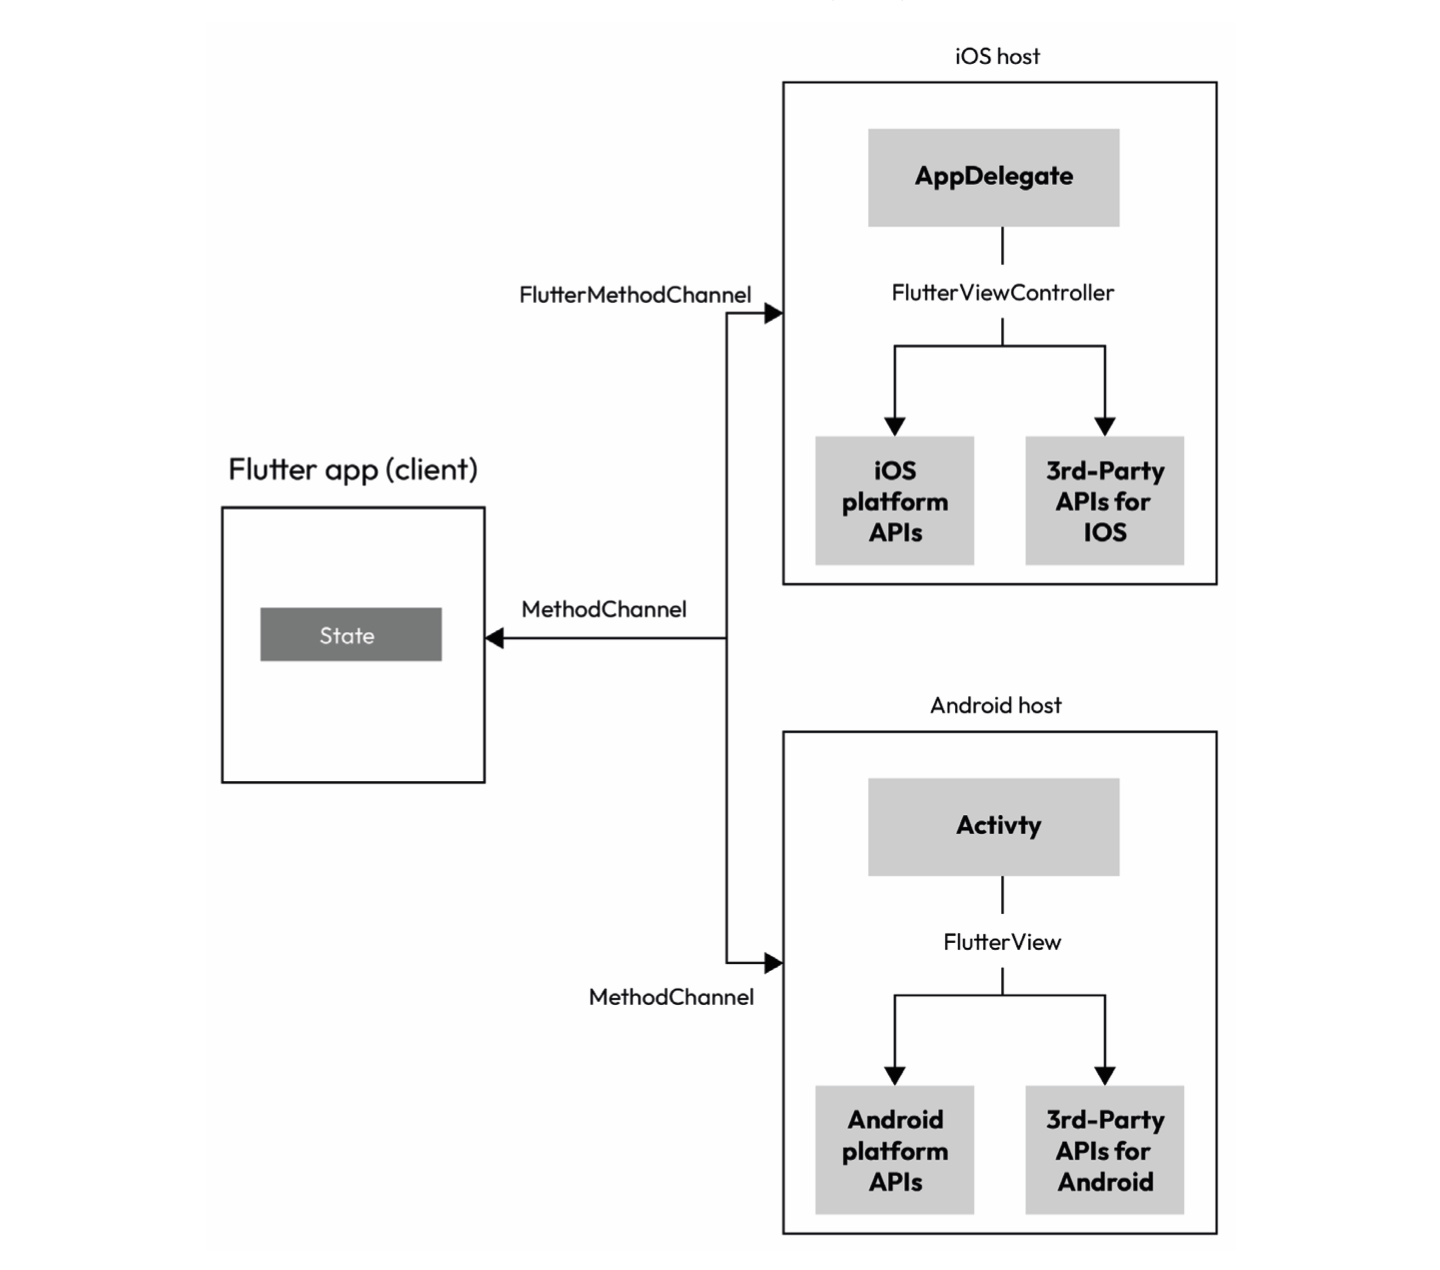 iOS host
AppDelegate
FlutterMethodChannel
FlutterViewController
iOS
platform
APIs
3rd-Party
APIs for
IOS
Flutter app (client)
State
MethodChannel
Android host
Activty
FlutterView
MethodChannel
Android
platform
APIs
3rd-Party
APIs for
Android